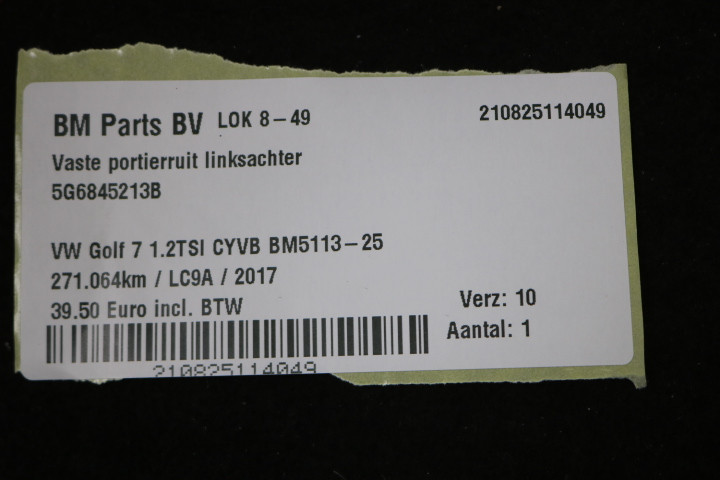 BM Parts BV LOK 8-49 210825114049
Vaste portierruit linksachter
5G6845213B
VW Golf 7 1.2TSI CYVB BM5113-25
271.064km / LC9A / 2017
39.50 Euro incl. BTW
Verz: 10
Aantal: 1
210825114049